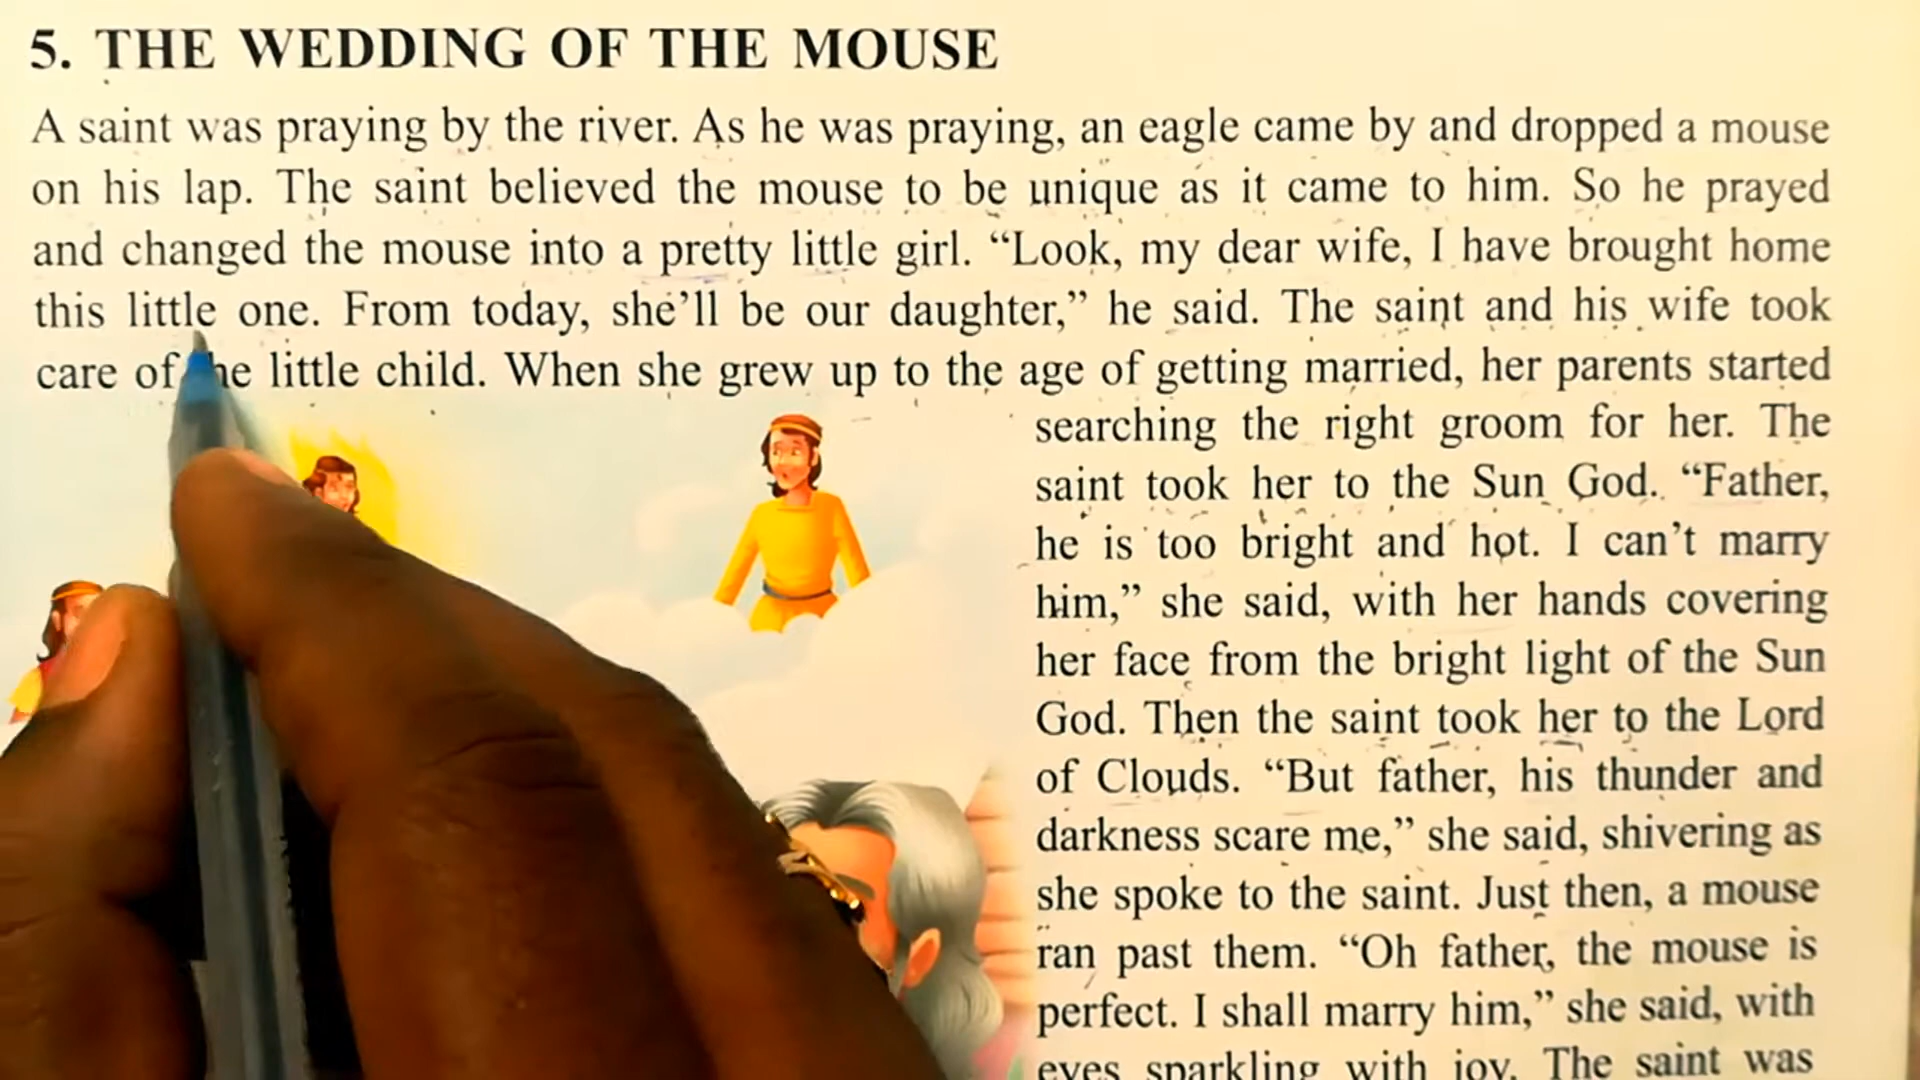 5. THE WEDDING OF THE MOUSE
A saint was praying by the river. As he was praying, an eagle came by and dropped a mouse
on his lap. The saint believed the mouse to be unique as it came to him. So he prayed
and changed the mouse into a pretty little girl. “Look, my dear wife, I have brought home
this little one. From today, she’ll be our daughter,” he said. The saint and his wife took
care of he little child. When she grew up to the age of getting married, her parents started
searching the right groom for her. The
saint took her to the Sun God. “Father,
he is too bright and hot. I can’t marry
him,” she said, with her hands covering
her face from the bright light of the Sun
God. Then the saint took her to the Lord
of Clouds. “But father, his thunder and
darkness scare me,” she said, shivering as
she spoke to the saint. Just then, a mouse
ran past them. “Oh father, the mouse is
perfect. I shall marry him,” she said, with
eyes sparkling with joy. The saint was